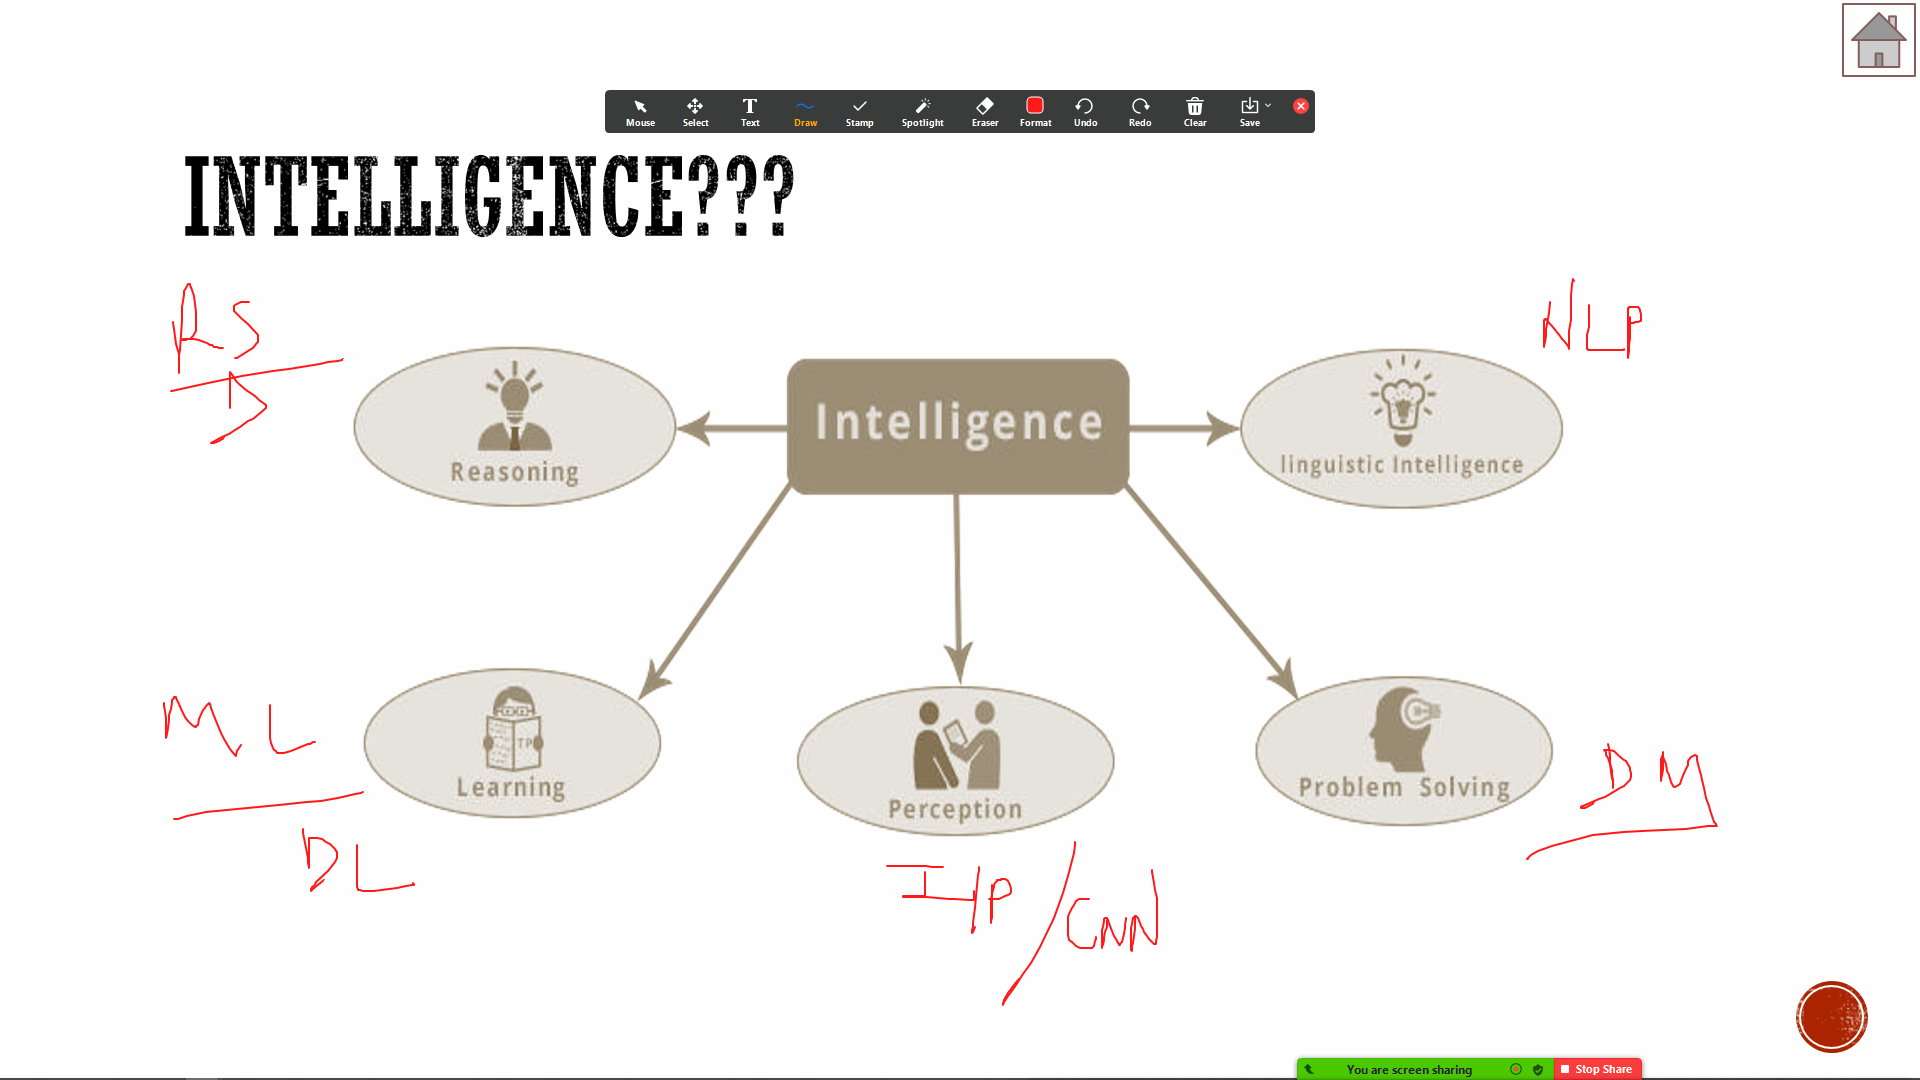 Mouse Select Text Draw Stamp Spotlight Eraser Format Undo Redo Clear Save
INTELLIGENCE???
RS
D
NLP
Intelligence
Reasoning
linguistic Intelligence
ML
DL
TP
Learning
Perception
Problem Solving
DM
I/P / CNN
You are screen sharing Stop Share